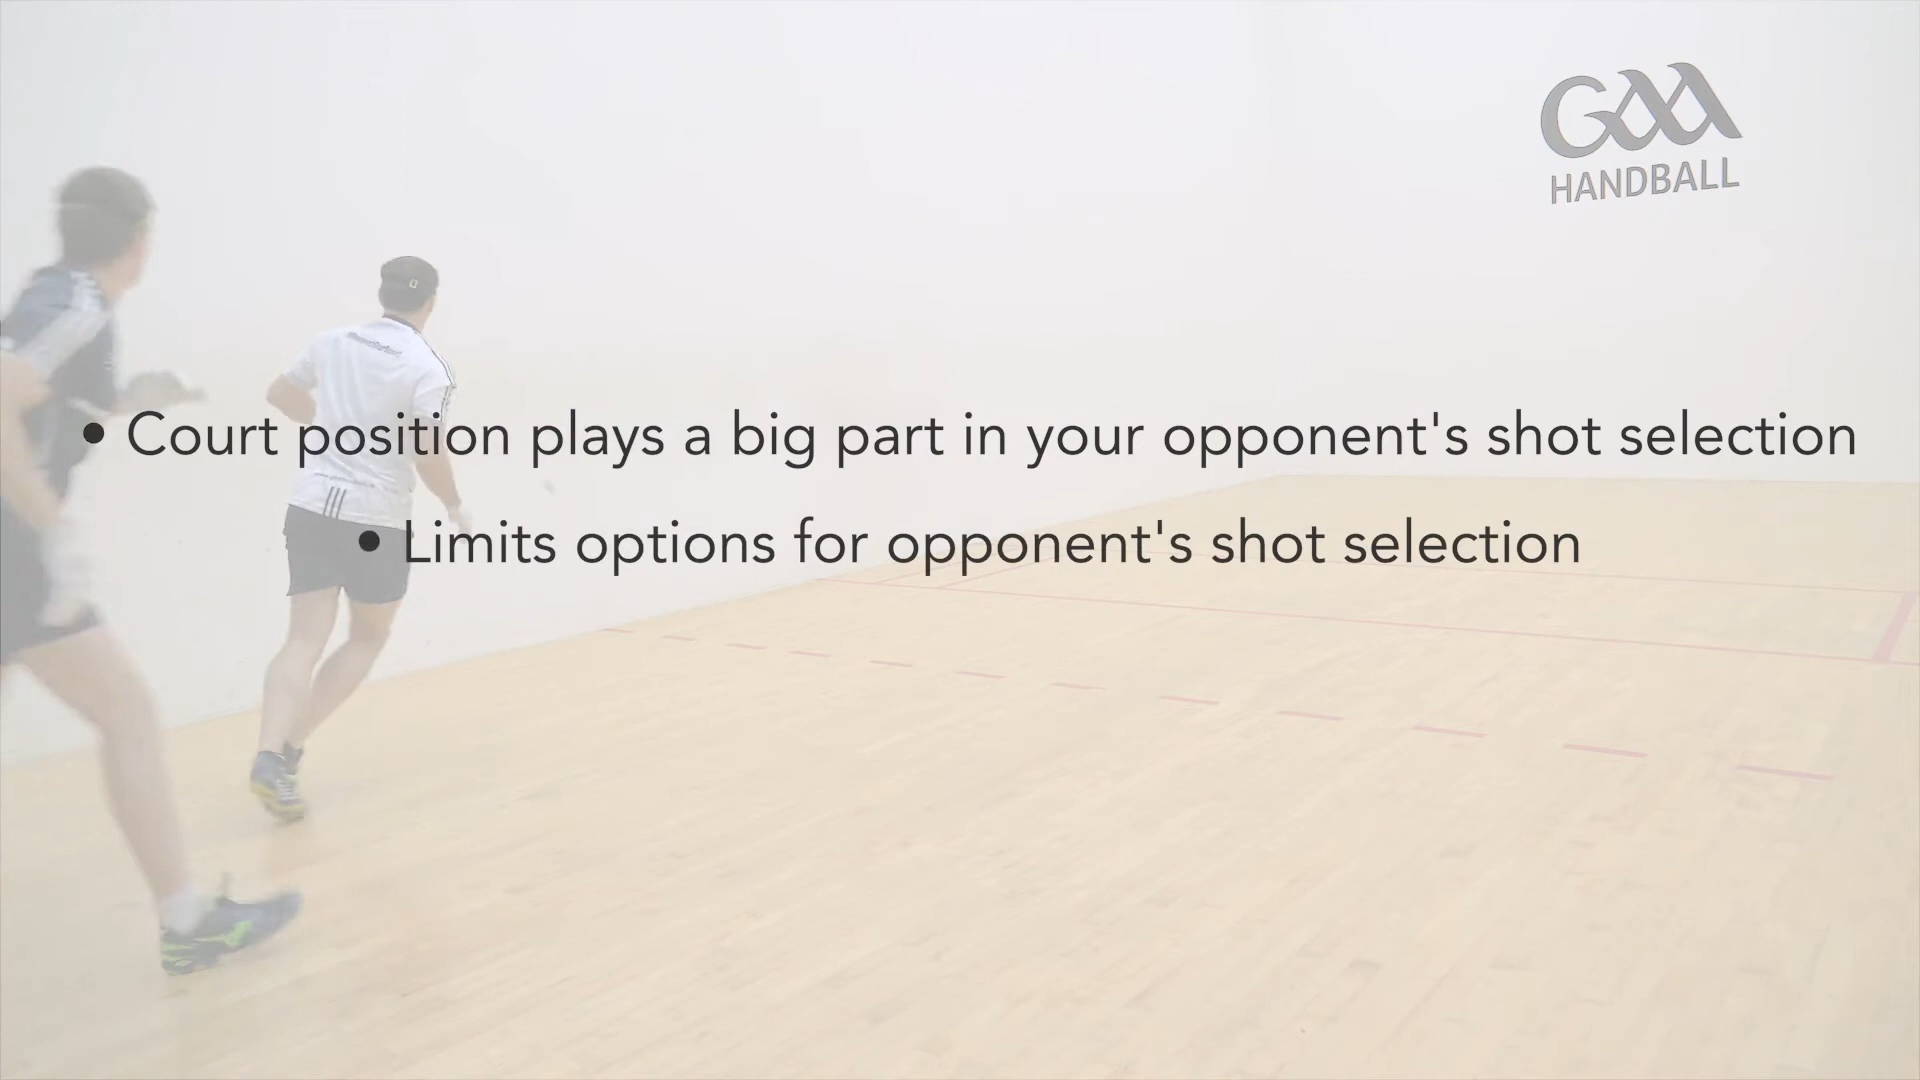 GAA
HANDBALL
• Court position plays a big part in your opponent's shot selection
• Limits options for opponent's shot selection